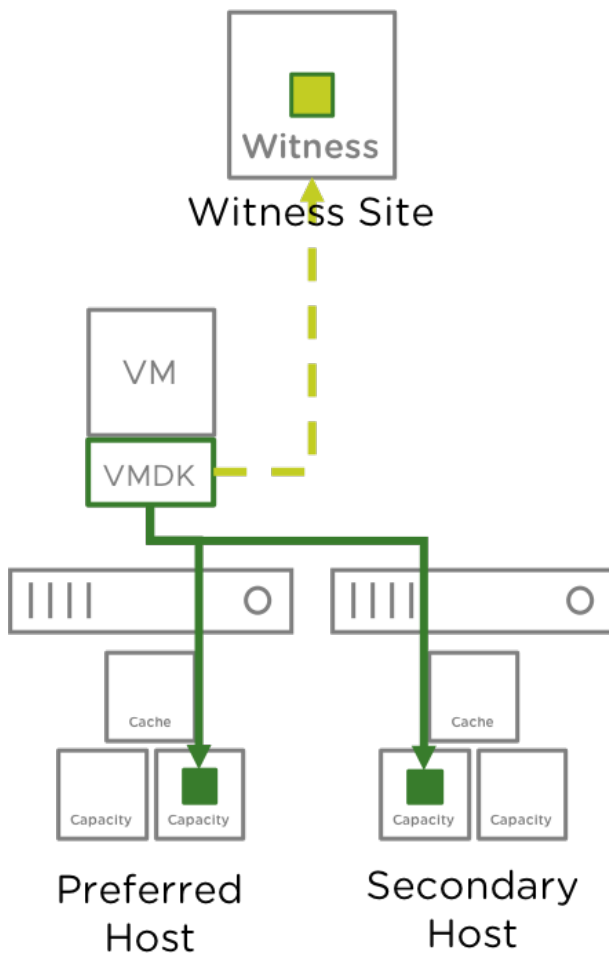 Witness
Witness Site
VM
VMDK
Cache
Cache
Capacity
Capacity
Capacity
Capacity
Preferred
Host
Secondary
Host